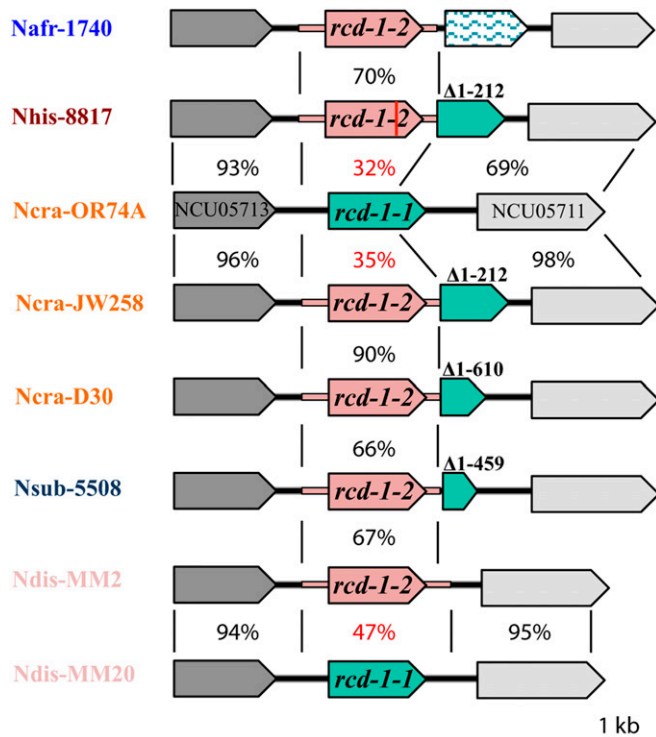 Nafr-1740 rcd-1-2
70% Δ1-212
Nhis-8817 rcd-1-2
93% 32% 69%
Ncra-OR74A NCU05713 rcd-1-1 NCU05711
96% 35% 98%
Δ1-212
Ncra-JW258 rcd-1-2
90% Δ1-610
Ncra-D30 rcd-1-2
66% Δ1-459
Nsub-5508 rcd-1-2
67%
Ndis-MM2 rcd-1-2
94% 47% 95%
Ndis-MM20 rcd-1-1
1 kb